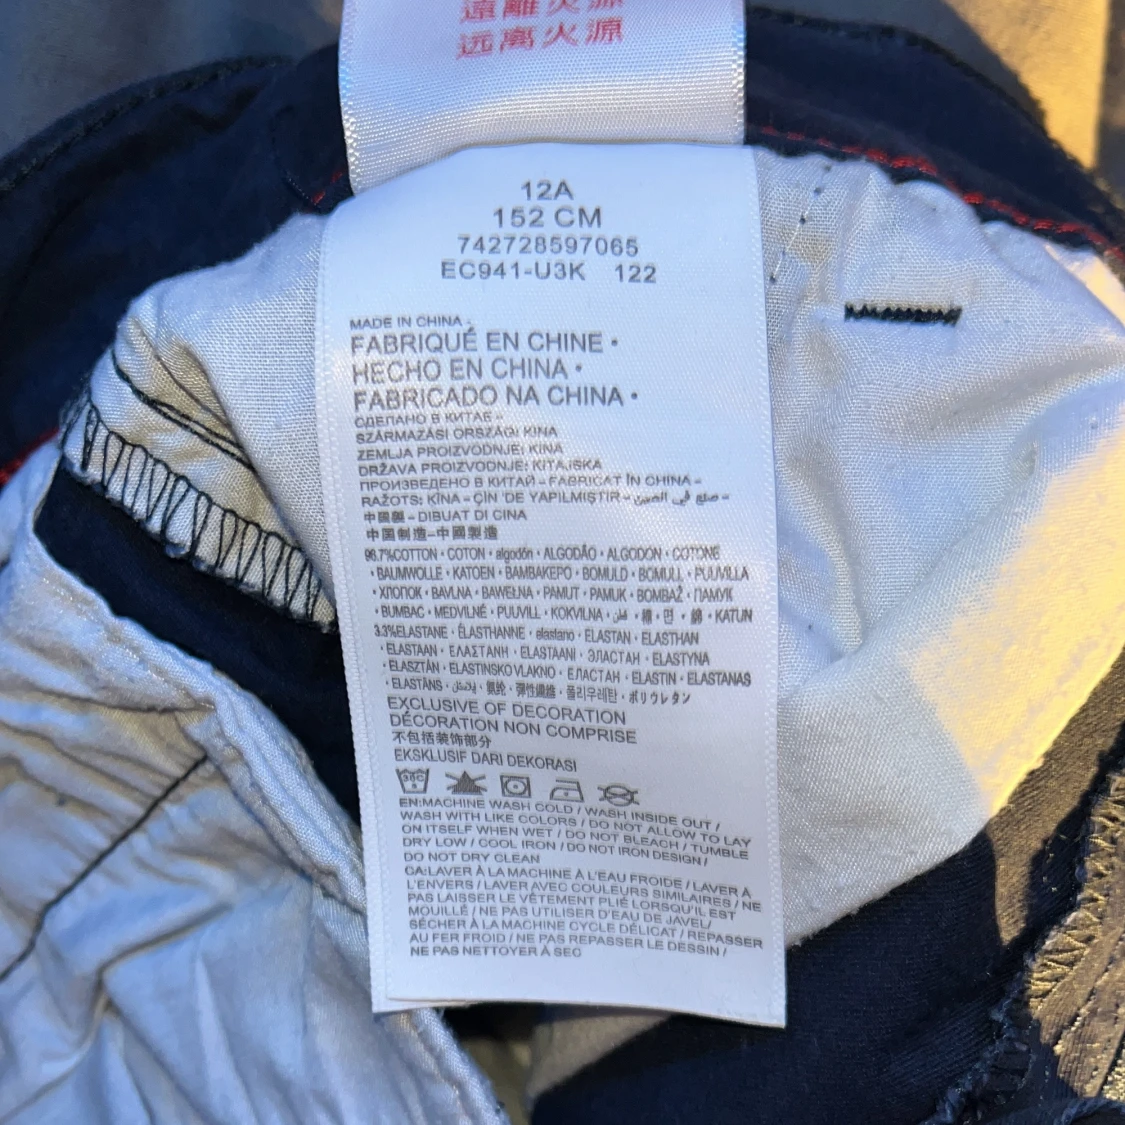 遠離火源
远离火源
12A
152 CM
742728597065
EC941-U3K 122
MADE IN CHINA -
FABRIQUÉ EN CHINE •
HECHO EN CHINA •
FABRICADO NA CHINA •
СДЕЛАНО В КИТАЕ -
SZÁRMAZÁSI ORSZÁG: KINA
ZEMLJA PROIZVODNJE: KINA
DRŽAVA PROIZVODNJE: KITAJSKA
ПРОИЗВЕДЕНО В КИТАЙ - FABRICAT ÎN CHINA -
RAŽOTS: ĶĪNA - ÇIN 'DE YAPILMIŞTIR - صنع في الصين -
中國製 - DIBUAT DI CINA
中国制造-中國製造
96.7%COTTON • COTON • algodón • ALGODÃO • ALGODÓN • COTONE
• BAUMWOLLE • KATOEN • ΒΑΜΒΑΚΕΡΟ • BOMULD • BOMULL • PUUVILLA
• ХЛОПОК • BAVLNA • BAWEŁNA • PAMUT • PAMUK • BOMBAŽ • ПАМУК
• BUMBAC • MEDVILNĖ • PUUVILL • KOKVILNA • قطن • 棉 • 면 • 綿 • KATUN
3.3%ELASTANE • ÉLASTHANNE • elastano • ELASTAN • ELASTHAN
• ELASTAAN • ΕΛΑΣΤΑΝΗ • ELASTAANI • ЭЛАСТАН • ELASTYNA
• ELASZTÁN • ELASTINSKO VLAKNO • ЕЛАСТАН • ELASTIN • ELASTANAS
• ELASTĀNS • 氨纶 • 彈性纖維 • 폴리우레탄 • ポリウレタン
EXCLUSIVE OF DECORATION
DÉCORATION NON COMPRISE
不包括装饰部分
EKSKLUSIF DARI DEKORASI
30C
EN:MACHINE WASH COLD / WASH INSIDE OUT /
WASH WITH LIKE COLORS / DO NOT ALLOW TO LAY
ON ITSELF WHEN WET / DO NOT BLEACH / TUMBLE
DRY LOW / COOL IRON / DO NOT IRON DESIGN /
DO NOT DRY CLEAN
CA:LAVER À LA MACHINE À L'EAU FROIDE / LAVER À
L'ENVERS / LAVER AVEC COULEURS SIMILAIRES / NE
PAS LAISSER LE VÊTEMENT PLIÉ LORSQU'IL EST
MOUILLÉ / NE PAS UTILISER D'EAU DE JAVEL/
SÉCHER À LA MACHINE CYCLE DÉLICAT / REPASSER
AU FER FROID / NE PAS REPASSER LE DESSIN /
NE PAS NETTOYER À SEC